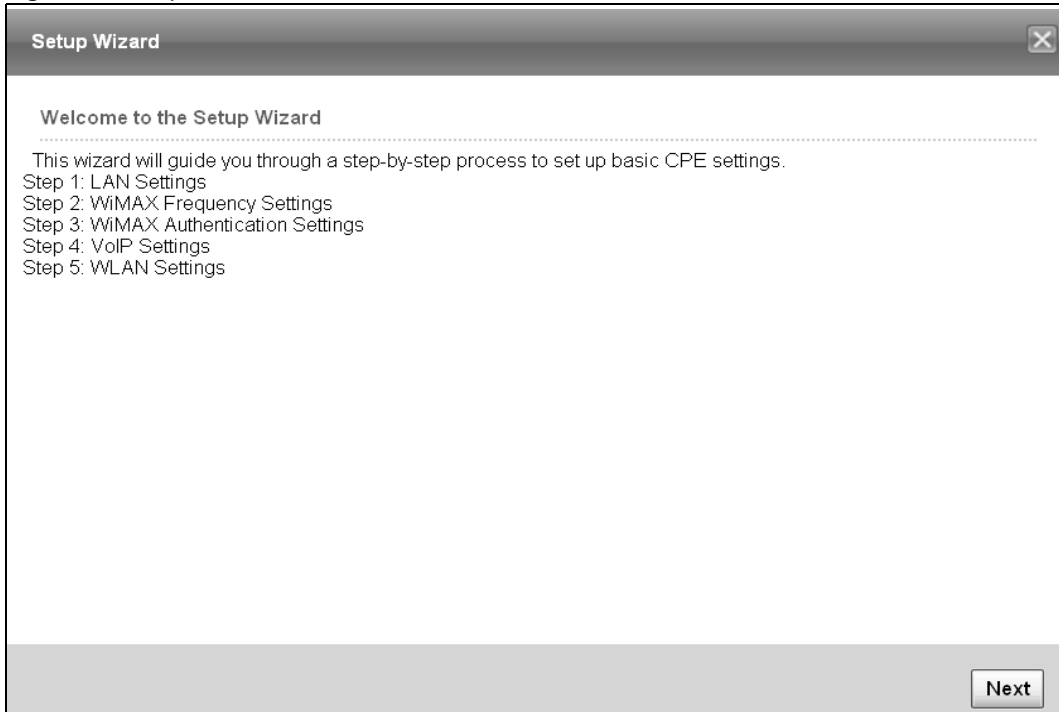 Setup Wizard
Welcome to the Setup Wizard
This wizard will guide you through a step-by-step process to set up basic CPE settings.
Step 1: LAN Settings
Step 2: WiMAX Frequency Settings
Step 3: WiMAX Authentication Settings
Step 4: VoIP Settings
Step 5: WLAN Settings
Next